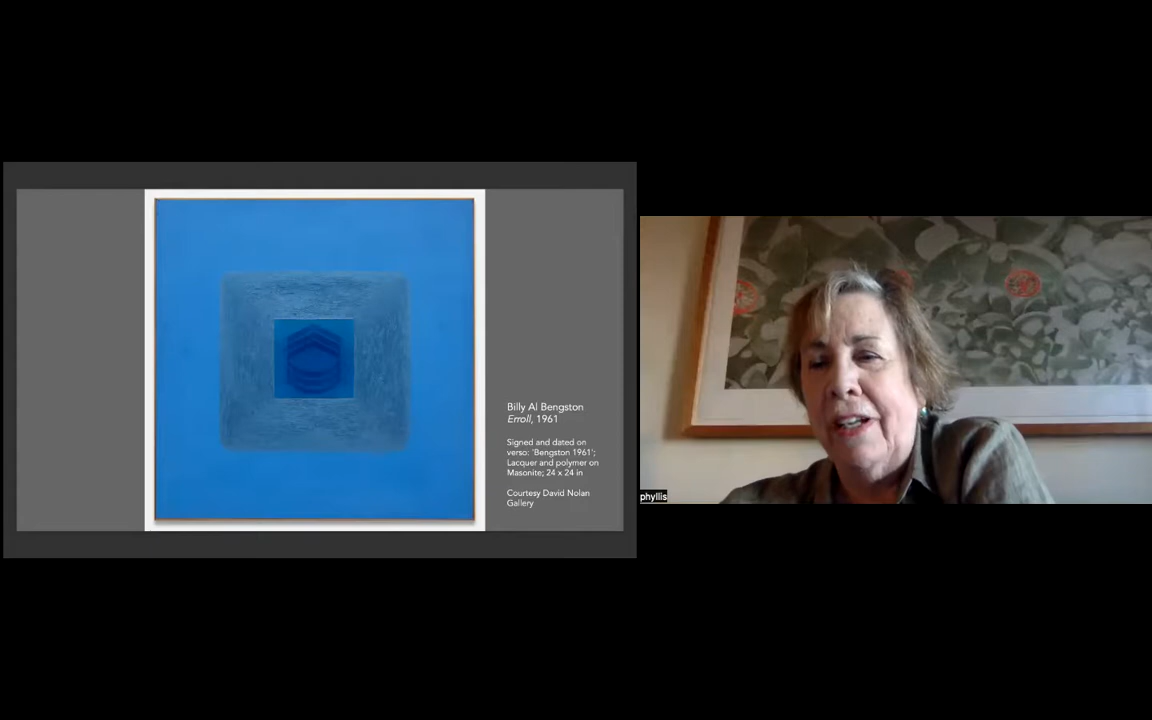 Billy Al Bengston
Erroll, 1961
Signed and dated on
verso: 'Bengston 1961';
Lacquer and polymer on
Masonite; 24 x 24 in
Courtesy David Nolan
Gallery
phyllis